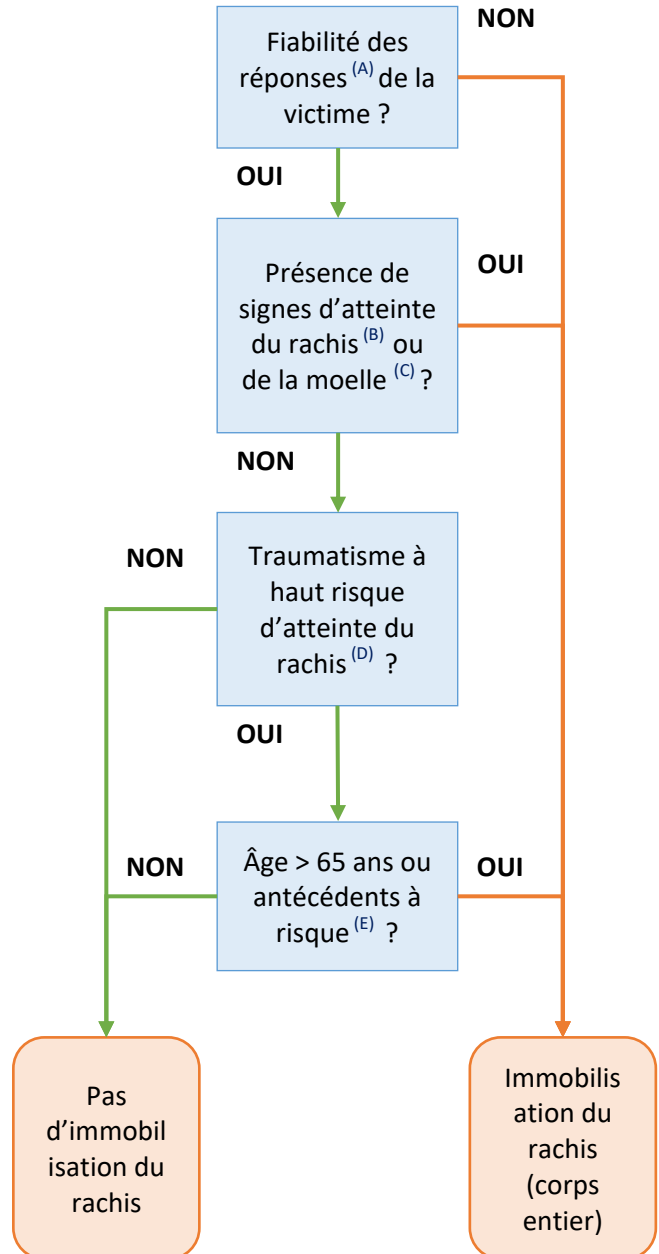 Fiabilité des
réponses (A) de la
victime ?
NON
OUI
Présence de
signes d’atteinte
du rachis (B) ou
de la moelle (C) ?
OUI
NON
Traumatisme à
haut risque
d’atteinte du
rachis (D) ?
NON
OUI
Âge > 65 ans ou
antécédents à
risque (E) ?
NON
OUI
Pas
d’immobil
isation du
rachis
Immobilis
ation du
rachis
(corps
entier)